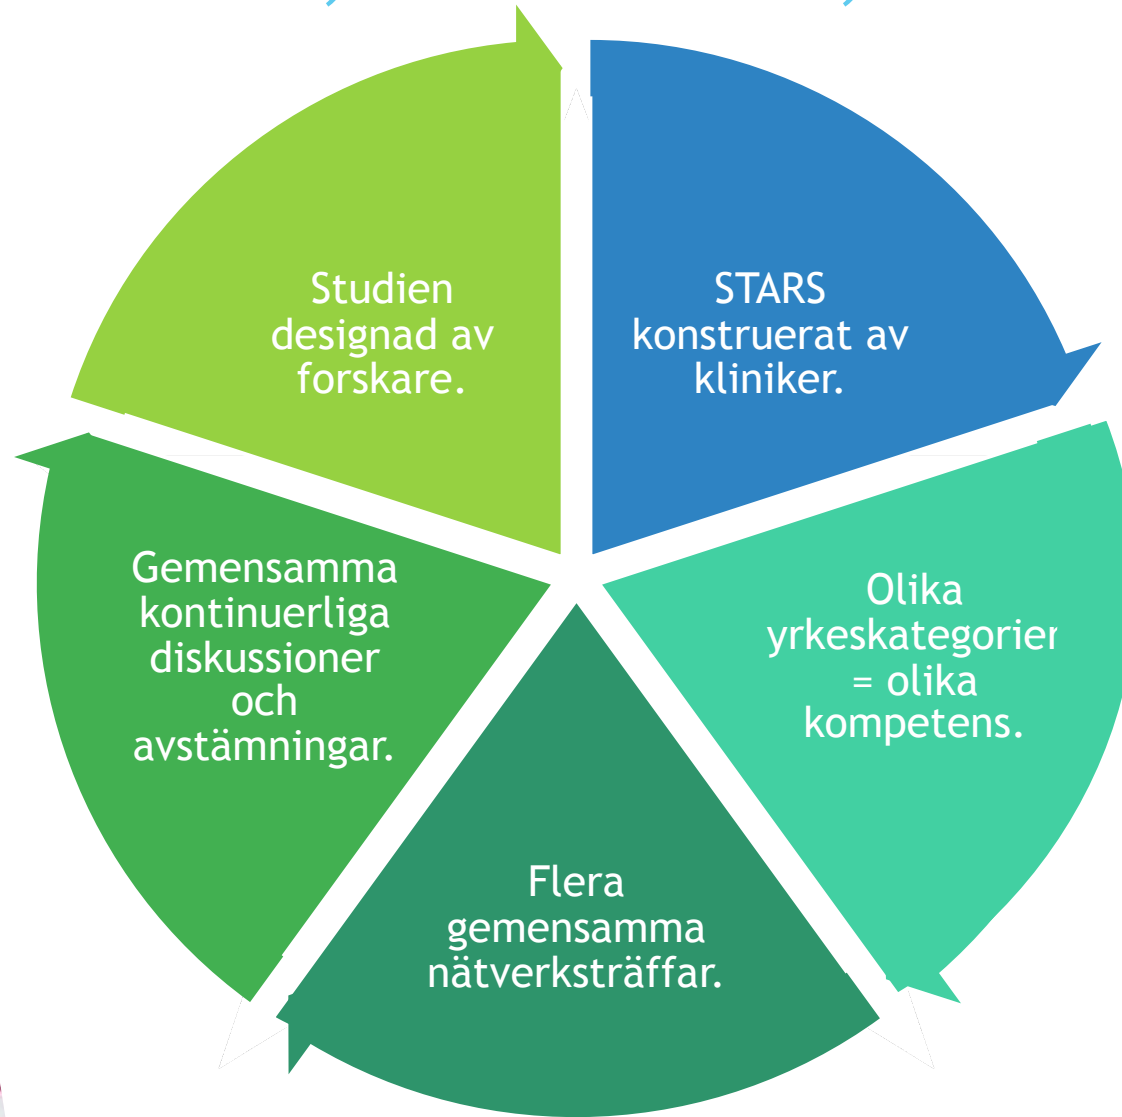 Studien
designad av
forskare.
STARS
konstruerat av
kliniker.
Gemensamma
kontinuerliga
diskussioner
och
avstämningar.
Olika
yrkeskategorier
= olika
kompetens.
Flera
gemensamma
nätverksträffar.